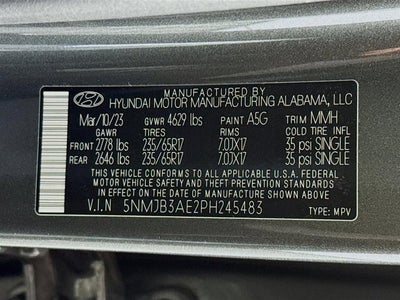 MANUFACTURED BY
HYUNDAI MOTOR MANUFACTURING ALABAMA, LLC
Mar/10/23 GVWR 4629 lbs PAINT A5G TRIM MMH
GAWR TIRES RIMS COLD TIRE INFL
FRONT 2778 lbs 235/65R17 7.0JX17 35 psi SINGLE
REAR 2646 lbs 235/65R17 7.0JX17 35 psi SINGLE
THIS VEHICLE CONFORMS TO ALL APPLICABLE U.S.A. FEDERAL
MOTOR VEHICLE SAFETY AND THEFT PREVENTION STANDARDS
IN EFFECT ON THE DATE OF MANUFACTURE SHOWN ABOVE
V.I.N 5NMJB3AE2PH245483 TYPE: MPV